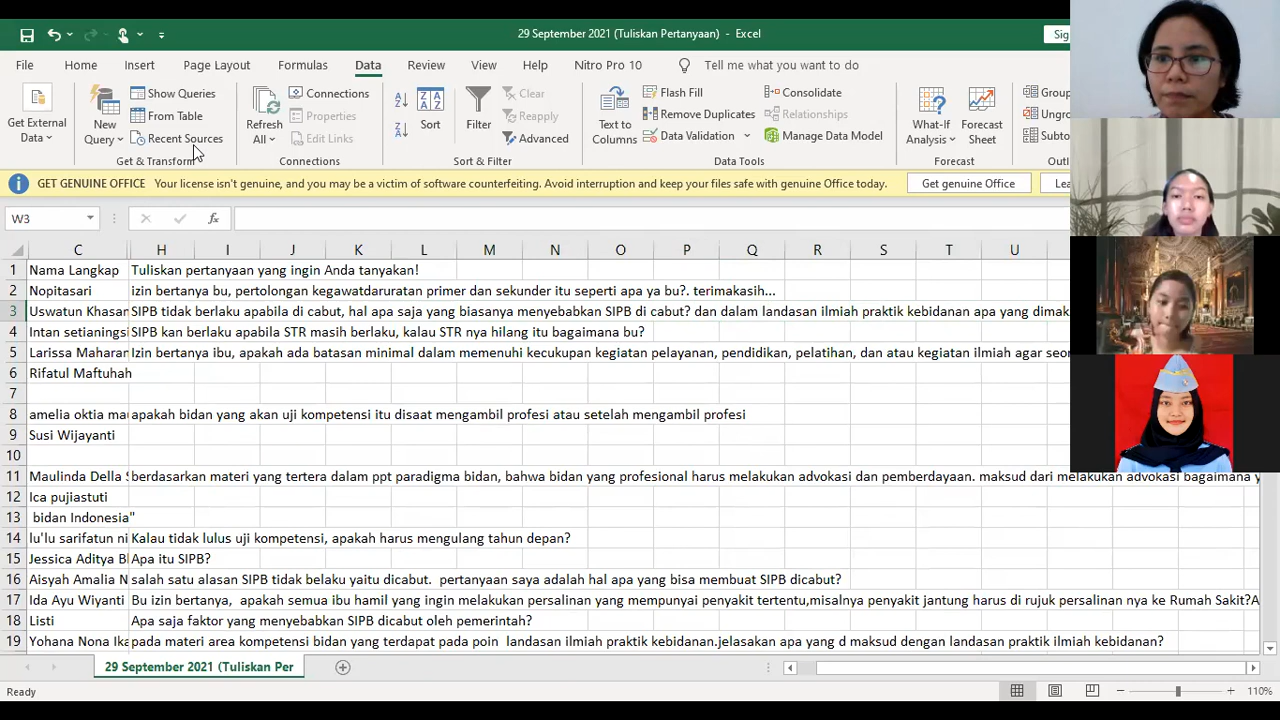 29 September 2021 (Tuliskan Pertanyaan) - Excel
File Home Insert Page Layout Formulas Data Review View Help Nitro Pro 10 Tell me what you want to do
Get External Data
New Query
Show Queries
From Table
Recent Sources
Get & Transform
Refresh All
Connections
Properties
Edit Links
Connections
Sort
Filter
Clear
Reapply
Advanced
Sort & Filter
Text to Columns
Flash Fill
Remove Duplicates
Data Validation
Consolidate
Relationships
Manage Data Model
Data Tools
What-If Analysis
Forecast Sheet
Forecast
GET GENUINE OFFICE Your license isn't genuine, and you may be a victim of software counterfeiting. Avoid interruption and keep your files safe with genuine Office today. Get genuine Office
W3 fx
C H I J K L M N O P Q R S T U
1 Nama Langkap Tuliskan pertanyaan yang ingin Anda tanyakan!
2 Nopitasari izin bertanya bu, pertolongan kegawatdaruratan primer dan sekunder itu seperti apa ya bu?. terimakasih...
3 Uswatun Khasan SIPB tidak berlaku apabila di cabut, hal apa saja yang biasanya menyebabkan SIPB di cabut? dan dalam landasan ilmiah praktik kebidanan apa yang dimak
4 Intan setianingsi SIPB kan berlaku apabila STR masih berlaku, kalau STR nya hilang itu bagaimana bu?
5 Larissa Maharan Izin bertanya ibu, apakah ada batasan minimal dalam memenuhi kecukupan kegiatan pelayanan, pendidikan, pelatihan, dan atau kegiatan ilmiah agar seor
6 Rifatul Maftuhah
7
8 amelia oktia mau apakah bidan yang akan uji kompetensi itu disaat mengambil profesi atau setelah mengambil profesi
9 Susi Wijayanti
10
11 Maulinda Della S berdasarkan materi yang tertera dalam ppt paradigma bidan, bahwa bidan yang profesional harus melakukan advokasi dan pemberdayaan. maksud dari melakukan advokasi bagaimana y
12 Ica pujiastuti
13 bidan Indonesia"
14 lu'lu sarifatun ni Kalau tidak lulus uji kompetensi, apakah harus mengulang tahun depan?
15 Jessica Aditya Bl Apa itu SIPB?
16 Aisyah Amalia N salah satu alasan SIPB tidak belaku yaitu dicabut. pertanyaan saya adalah hal apa yang bisa membuat SIPB dicabut?
17 Ida Ayu Wiyanti Bu izin bertanya, apakah semua ibu hamil yang ingin melakukan persalinan yang mempunyai penyakit tertentu,misalnya penyakit jantung harus di rujuk persalinan nya ke Rumah Sakit?A
18 Listi Apa saja faktor yang menyebabkan SIPB dicabut oleh pemerintah?
19 Yohana Nona Ika pada materi area kompetensi bidan yang terdapat pada poin landasan ilmiah praktik kebidanan.jelasakan apa yang d maksud dengan landasan praktik ilmiah kebidanan?
29 September 2021 (Tuliskan Per
Ready 110%